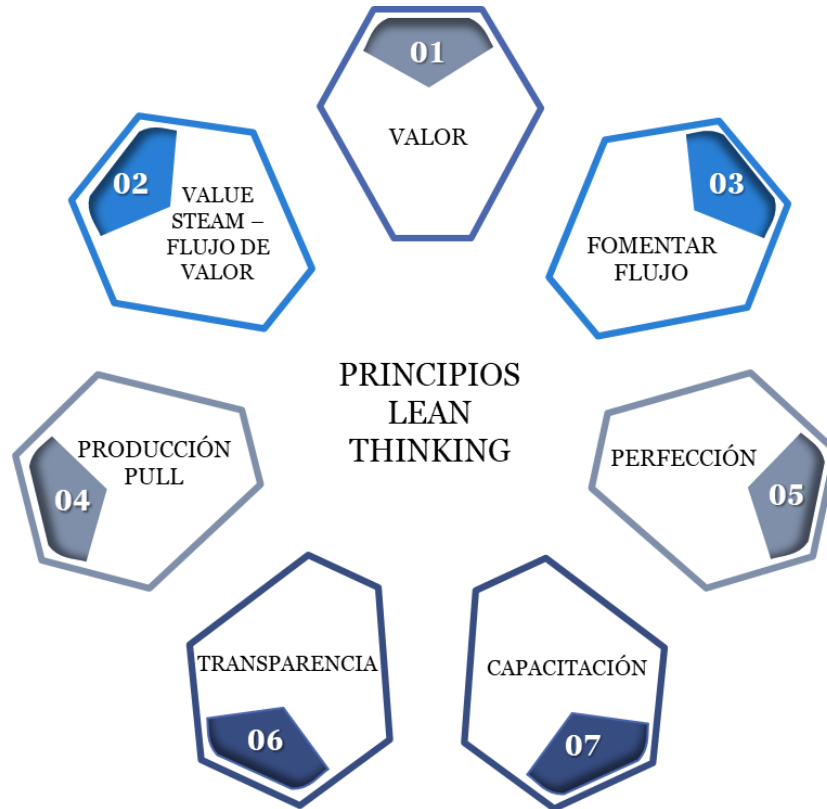 01
VALOR
02
VALUE
STEAM –
FLUJO DE
VALOR
03
FOMENTAR
FLUJO
PRINCIPIOS
LEAN
THINKING
04
PRODUCCIÓN
PULL
05
PERFECCIÓN
06
TRANSPARENCIA
07
CAPACITACIÓN